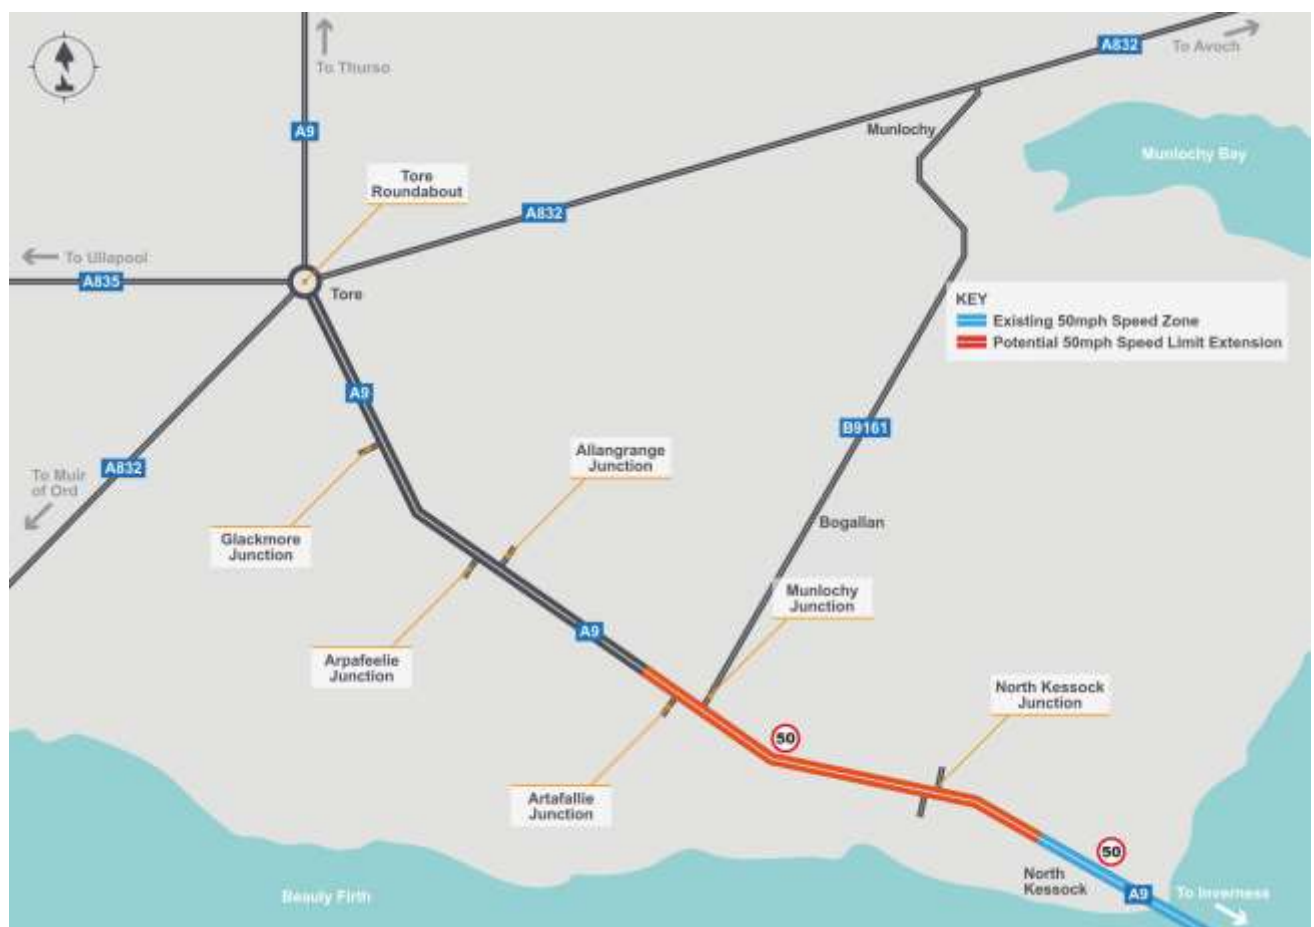 To Thurso
A832
To Avoch
A9
Munlochy
Munlochy Bay
Tore
Roundabout
A832
To Ullapool
A835
Tore
KEY
Existing 50mph Speed Zone
Potential 50mph Speed Limit Extension
A9
B9161
Allangrange
Junction
To Muir
of Ord
A832
Glackmore
Junction
Bogallan
Munlochy
Junction
A9
Arpafeelie
Junction
North Kessock
Junction
50
Artafallie
Junction
50
North
Kessock
Beauty Firth
A9
To Inverness